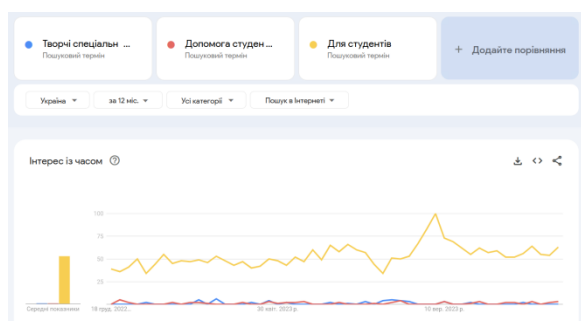 Творчі спеціальн ...
Пошуковий термін
Допомога студен ...
Пошуковий термін
Для студентів
Пошуковий термін
+ Додайте порівняння
Україна
за 12 міс.
Усі категорії
Пошук в Інтернеті
Інтерес із часом
100
75
50
25
Середнє показники
18 груд. 2022...
30 квіт. 2023 р.
10 вер. 2023 р.